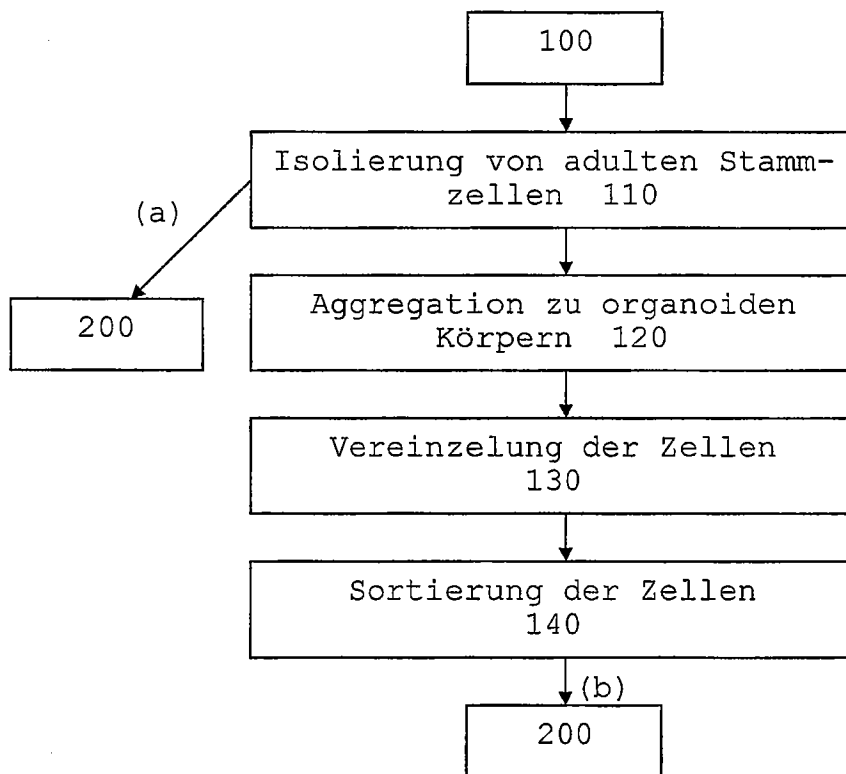 100
Isolierung von adulten Stamm-
zellen 110
(a)
200
Aggregation zu organoiden
Körpern 120
Vereinzelung der Zellen
130
Sortierung der Zellen
140
(b)
200